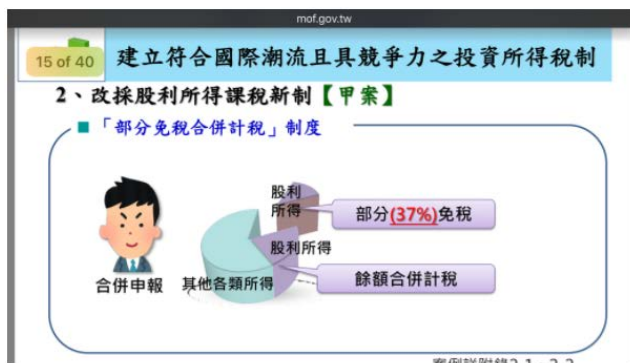 mof.gov.tw
15 of 40
建立符合國際潮流且具競爭力之投資所得稅制
2、改採股利所得課稅新制【甲案】
■「部分免稅合併計稅」制度
股利
所得
部分(37%)免稅
股利所得
其他各類所得
餘額合併計稅
合併申報